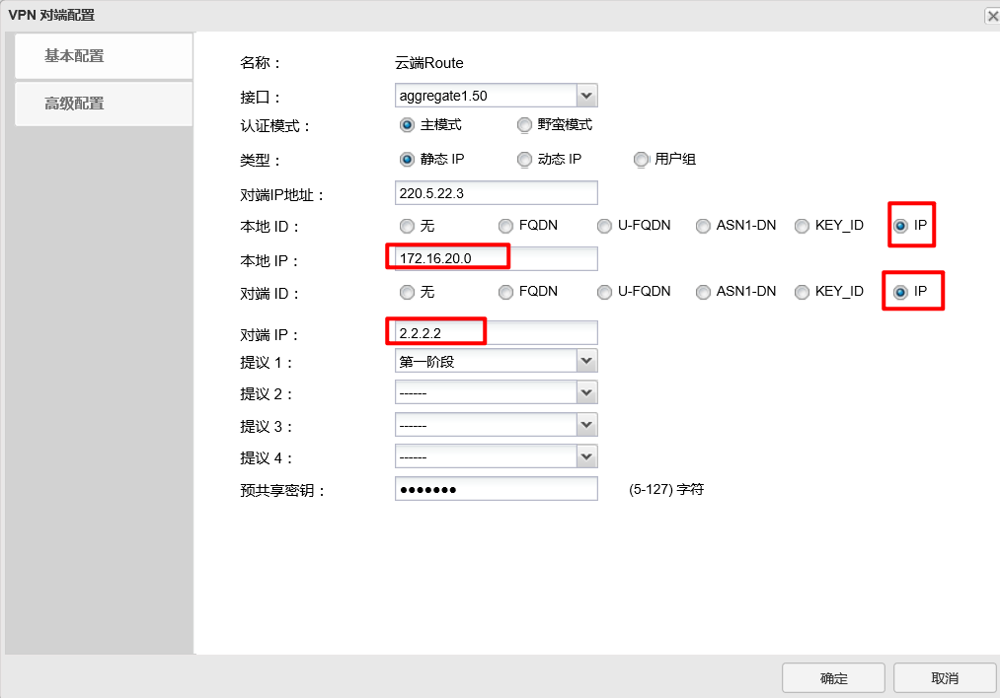 VPN 对端配置
基本配置
高级配置
名称： 云端Route
接口： aggregate1.50
认证模式： 主模式 野蛮模式
类型： 静态 IP 动态 IP 用户组
对端IP地址： 220.5.22.3
本地 ID： 无 FQDN U-FQDN ASN1-DN KEY_ID IP
本地 IP： 172.16.20.0
对端 ID： 无 FQDN U-FQDN ASN1-DN KEY_ID IP
对端 IP： 2.2.2.2
提议 1： 第一阶段
提议 2： ------
提议 3： ------
提议 4： ------
预共享密钥： ●●●●●●● (5-127) 字符
确定 取消